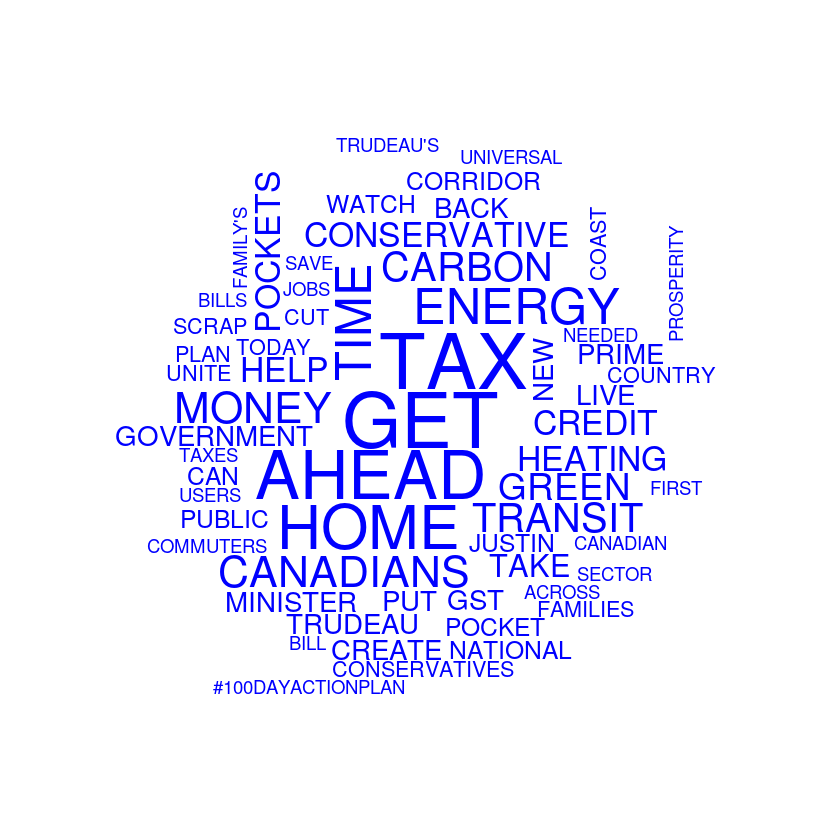 TRUDEAU'S
UNIVERSAL
CORRIDOR
WATCH
BACK
POCKETS
FAMILY'S
CONSERVATIVE
COAST
PROSPERITY
SAVE
CARBON
JOBS
BILLS
CUT
TIME
ENERGY
SCRAP
NEEDED
PLAN
TODAY
TAX
NEW
PRIME
UNITE
HELP
COUNTRY
LIVE
MONEY
GET
CREDIT
GOVERNMENT
TAXES
HEATING
CAN
AHEAD
GREEN
FIRST
USERS
PUBLIC
HOME
TRANSIT
COMMUTERS
JUSTIN
CANADIAN
CANADIANS
TAKE
SECTOR
ACROSS
MINISTER
PUT
GST
FAMILIES
TRUDEAU
POCKET
BILL
CREATE
NATIONAL
CONSERVATIVES
#100DAYACTIONPLAN